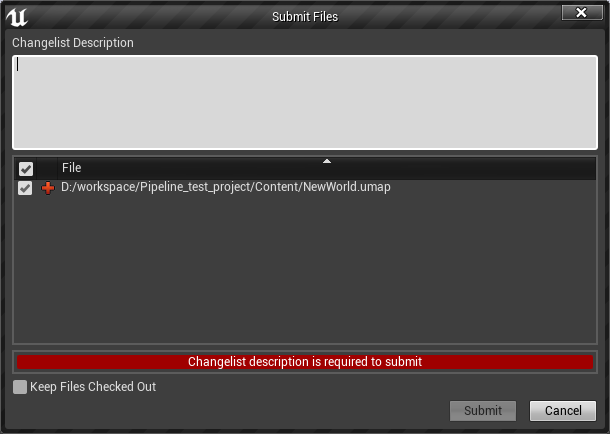 Submit Files
Changelist Description
File
D:/workspace/Pipeline_test_project/Content/NewWorld.umap
Changelist description is required to submit
Keep Files Checked Out
Submit
Cancel